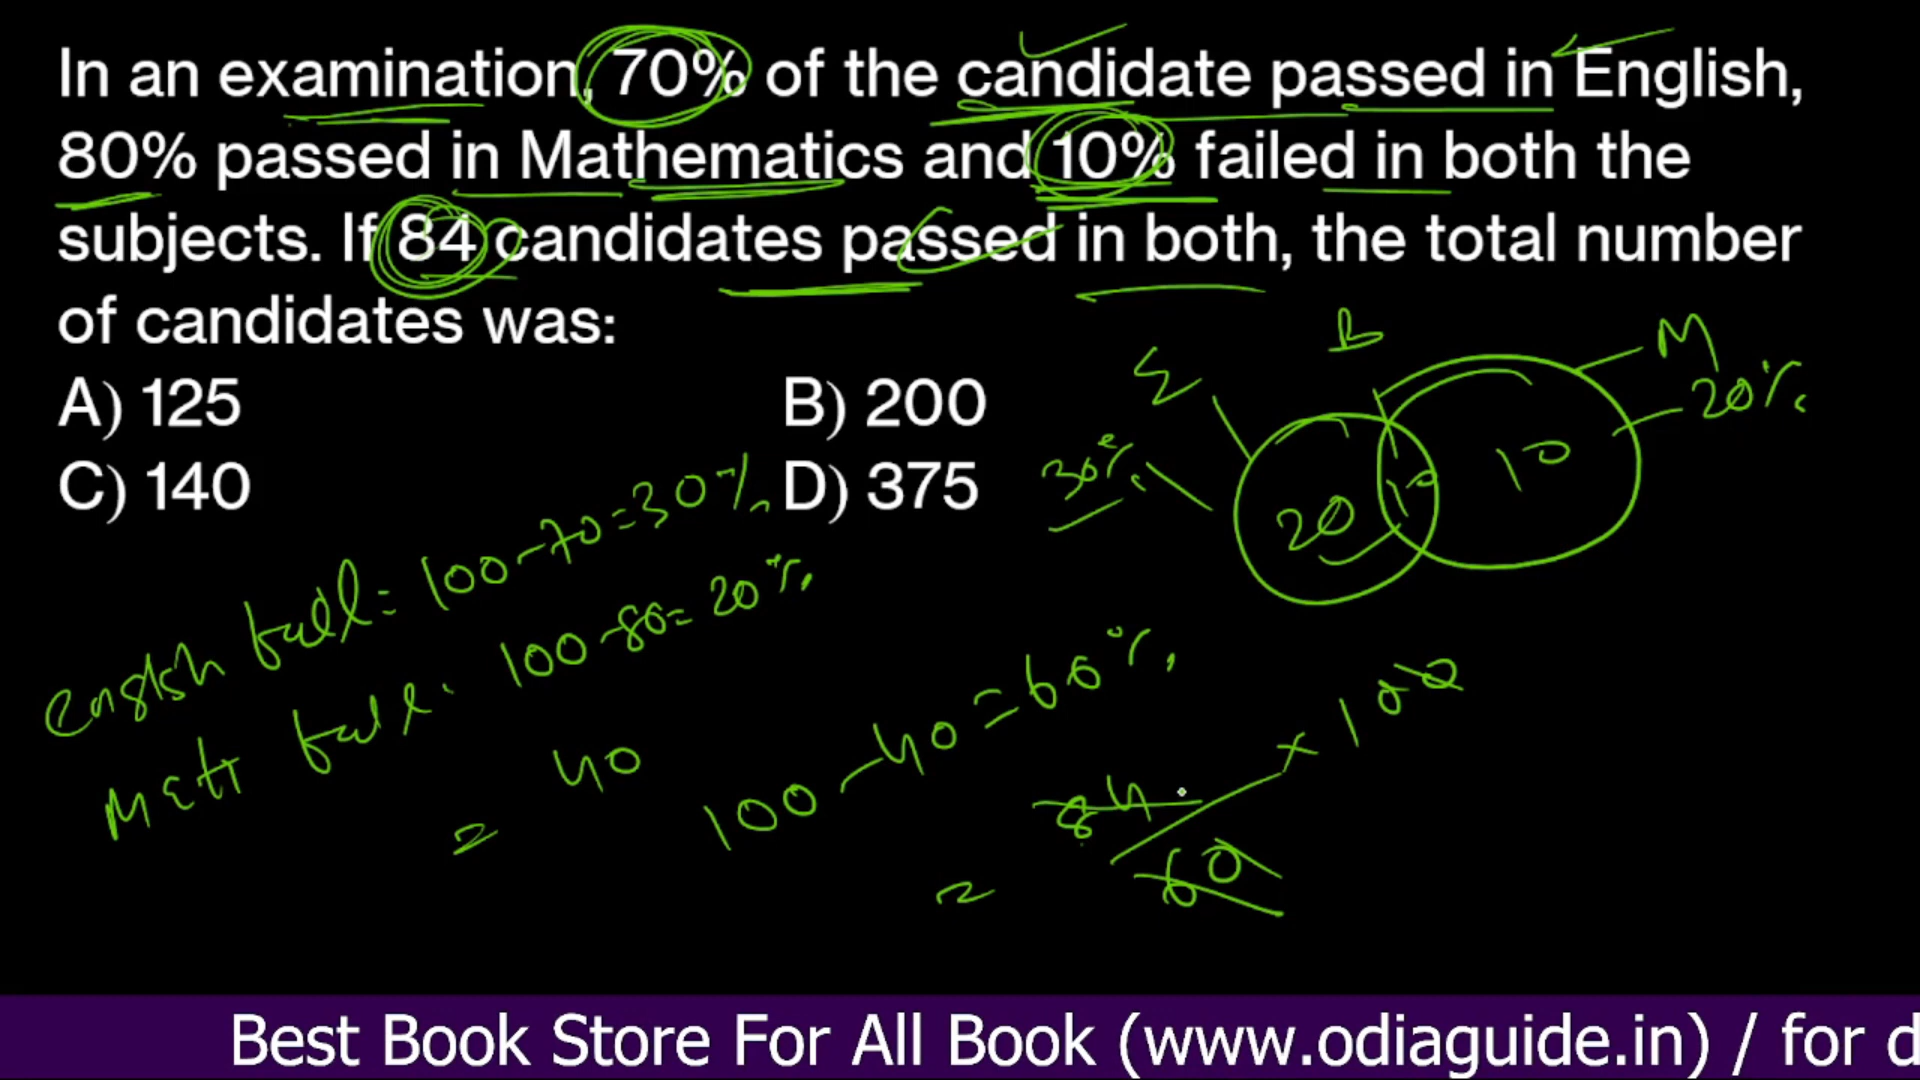 In an examination, 70% of the candidate passed in English,
80% passed in Mathematics and 10% failed in both the
subjects. If 84 candidates passed in both, the total number
of candidates was:
A) 125
B) 200
C) 140
D) 375
B
M
20%
E
30%
20
10
10
English fail = 100-70=30%
Math fail. 100-80=20%
= 40
100-40=60%
= 84/60 × 100
Best Book Store For All Book (www.odiaguide.in) / for d